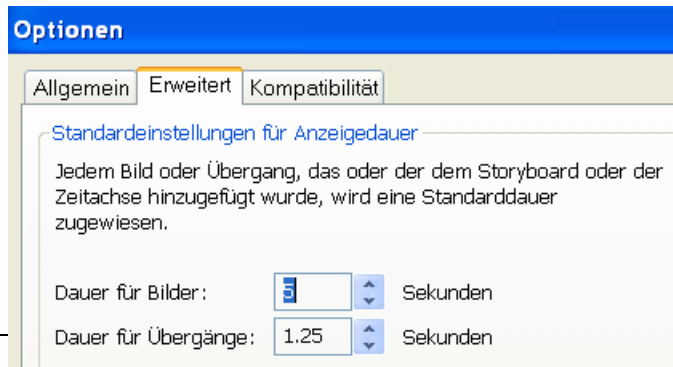 Optionen
Allgemein Erweitert Kompatibilität
Standardeinstellungen für Anzeigedauer
Jedem Bild oder Übergang, das oder der dem Storyboard oder der
Zeitachse hinzugefügt wurde, wird eine Standarddauer
zugewiesen.
Dauer für Bilder: 5 Sekunden
Dauer für Übergänge: 1.25 Sekunden